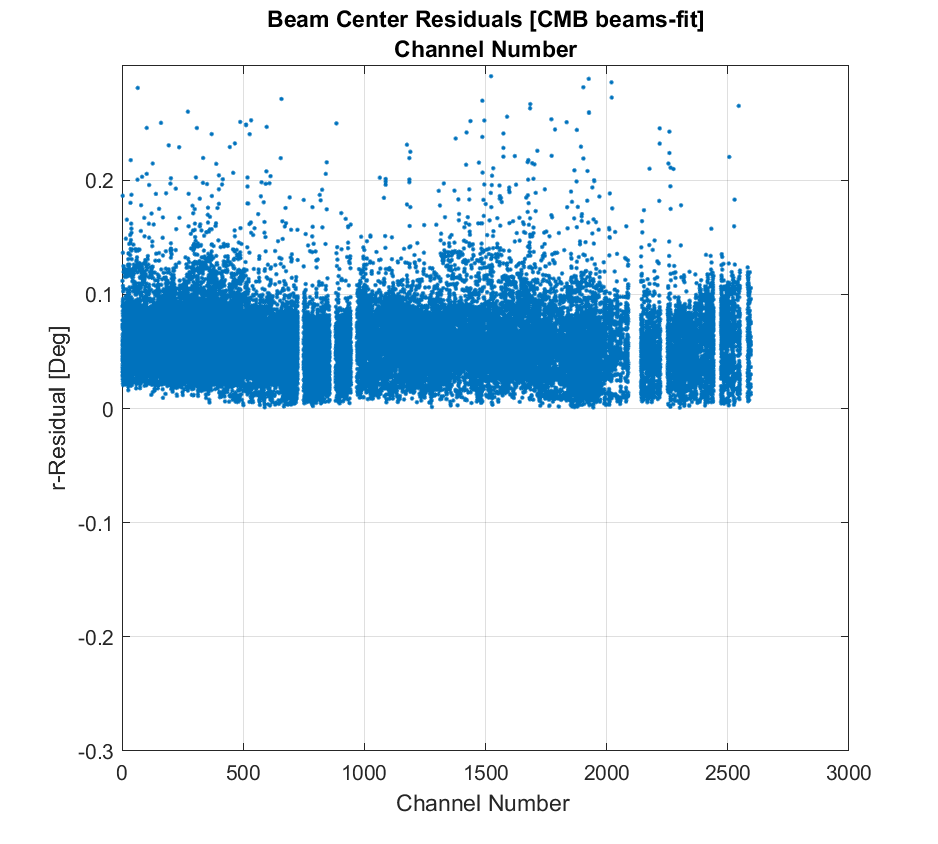 Beam Center Residuals [CMB beams-fit]
Channel Number
0.2
0.1
0
-0.1
-0.2
-0.3
r-Residual [Deg]
0 500 1000 1500 2000 2500 3000
Channel Number